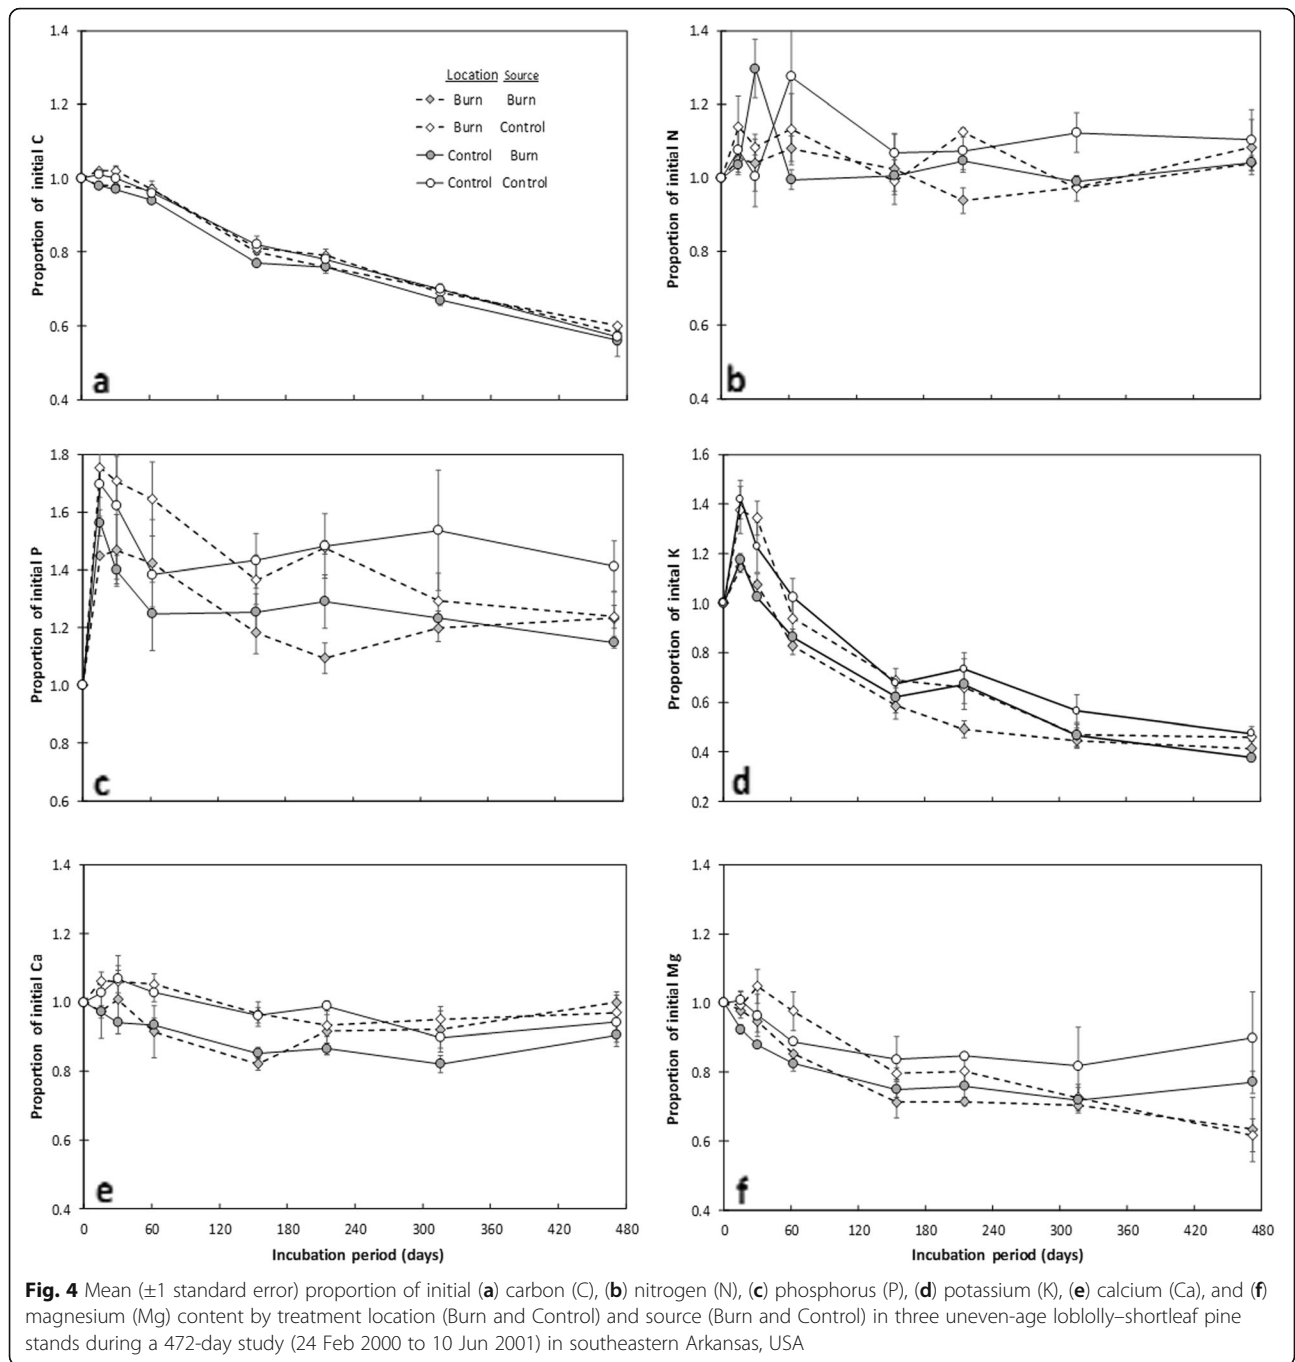 1.4
1.2
1.0
0.8
0.6
0.4
Proportion of initial C
Location Source
Burn Burn
Burn Control
Control Burn
Control Control
a
1.4
1.2
1.0
0.8
0.6
0.4
Proportion of initial N
b
1.8
1.6
1.4
1.2
1.0
0.8
0.6
Proportion of initial P
c
1.6
1.4
1.2
1.0
0.8
0.6
0.4
0.2
Proportion of inital K
d
1.4
1.2
1.0
0.8
0.6
0.4
Proportion of initial Ca
e
0 60 120 180 240 300 360 420 480
Incubation period (days)
1.4
1.2
1.0
0.8
0.6
0.4
Proportion of initial Mg
f
0 60 120 180 240 300 360 420 480
Incubation period (days)
Fig. 4 Mean (±1 standard error) proportion of initial (a) carbon (C), (b) nitrogen (N), (c) phosphorus (P), (d) potassium (K), (e) calcium (Ca), and (f)
magnesium (Mg) content by treatment location (Burn and Control) and source (Burn and Control) in three uneven-age loblolly–shortleaf pine
stands during a 472-day study (24 Feb 2000 to 10 Jun 2001) in southeastern Arkansas, USA